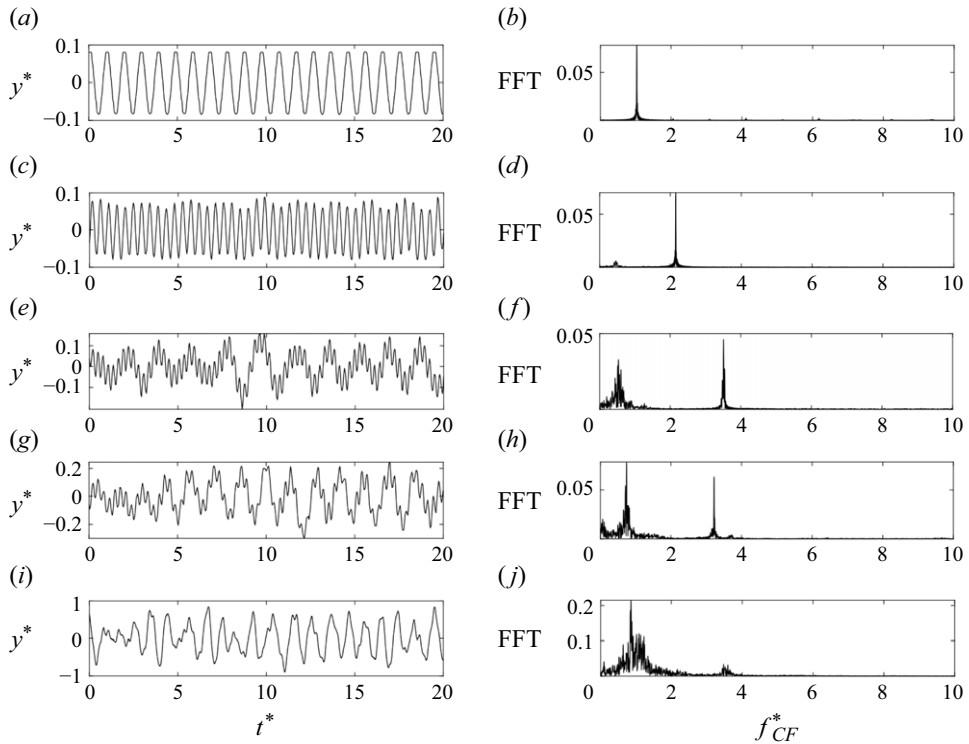 (a) (b)
0.1
y* 0 FFT 0.05
−0.1
0 5 10 15 20 0 2 4 6 8 10
(c) (d)
0.1
y* 0 FFT 0.05
−0.1
0 5 10 15 20 0 2 4 6 8 10
(e) (f)
0.1 0.05
y* 0 FFT
−0.1
0 5 10 15 20 0 2 4 6 8 10
(g) (h)
0.2
y* 0 FFT 0.05
−0.2
0 5 10 15 20 0 2 4 6 8 10
(i) (j)
1 0.2
y* 0 FFT 0.1
−1
0 5 10 15 20 0 2 4 6 8 10
t* f*CF